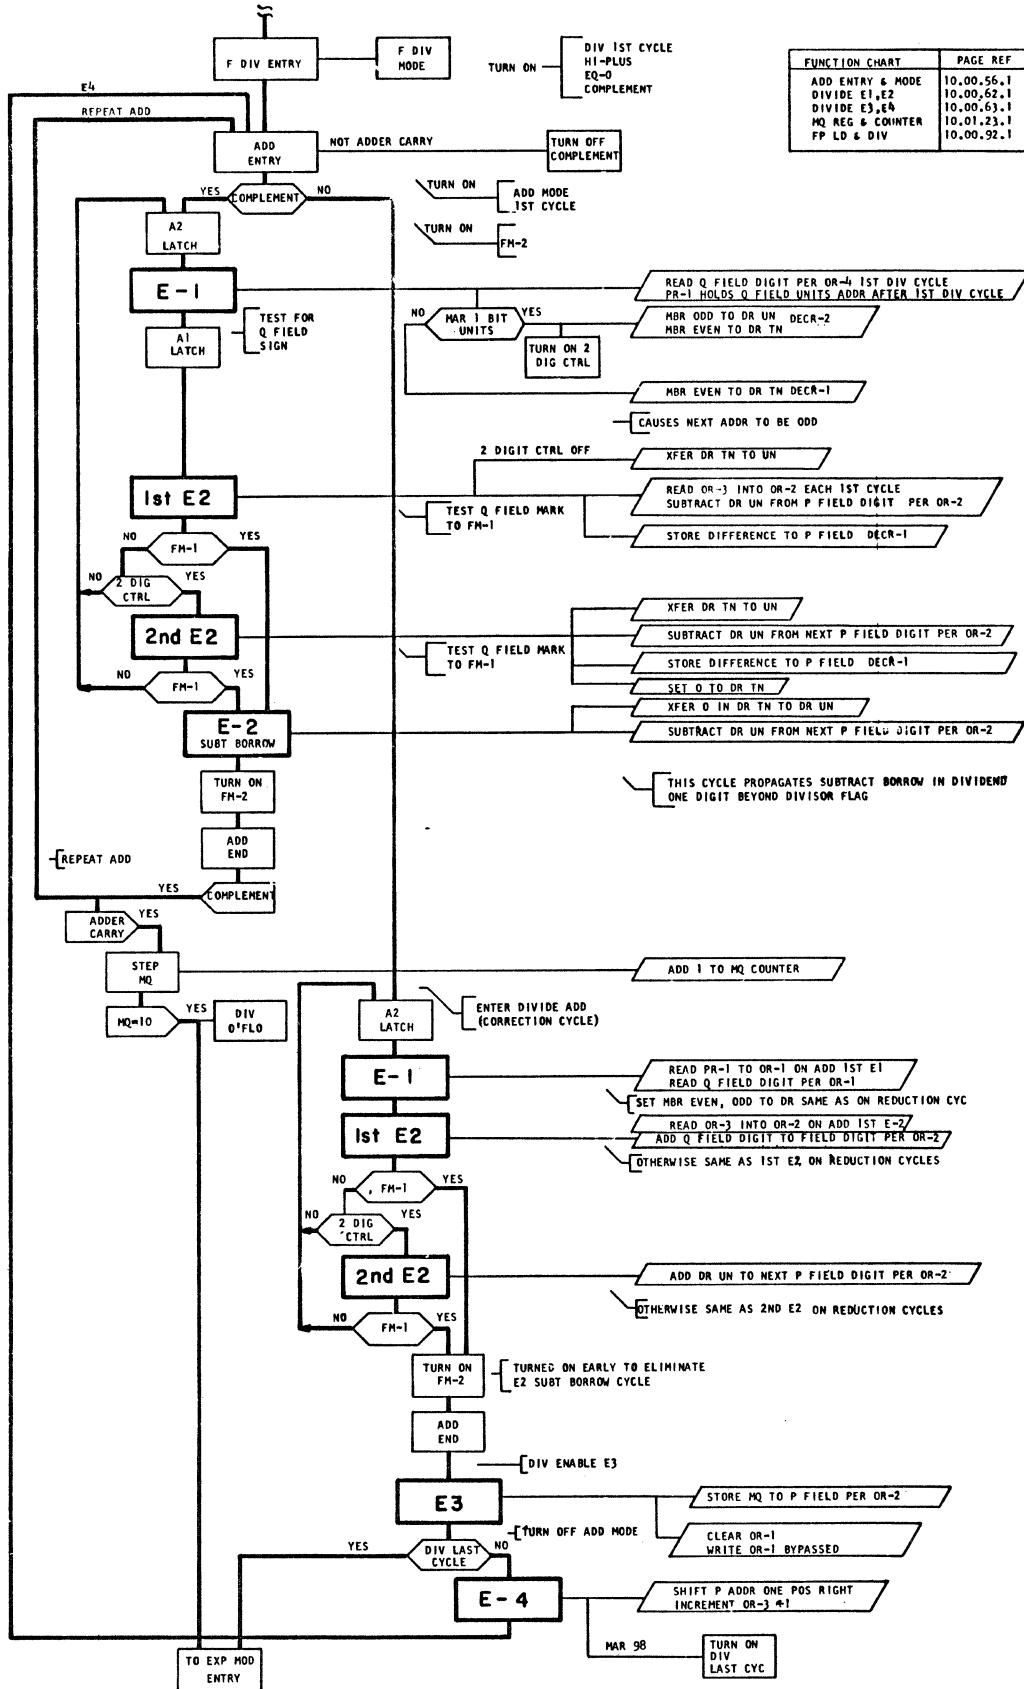 F DIV ENTRY
F DIV
MODE
TURN ON
DIV 1ST CYCLE
HI-PLUS
EQ-0
COMPLEMENT
FUNCTION CHART PAGE REF
ADD ENTRY & MODE 10.00.56.1
DIVIDE E1,E2 10.00.62.1
DIVIDE E3,E4 10.00.63.1
MQ REG & COUNTER 10.01.23.1
FP LD & DIV 10.00.92.1
E4
REPEAT ADD
ADD
ENTRY
NOT ADDER CARRY
TURN OFF
COMPLEMENT
YES
COMPLEMENT
NO
TURN ON
ADD MODE
1ST CYCLE
TURN ON
FM-2
A2
LATCH
E-1
READ Q FIELD DIGIT PER OR-4 1ST DIV CYCLE
PR-1 HOLDS Q FIELD UNITS ADDR AFTER 1ST DIV CYCLE
TEST FOR
Q FIELD
SIGN
A1
LATCH
NO
MAR 1 BIT
UNITS
YES
MBR ODD TO DR UN DECR-2
MBR EVEN TO DR TN
TURN ON 2
DIG CTRL
MBR EVEN TO DR TN DECR-1
CAUSES NEXT ADDR TO BE ODD
2 DIGIT CTRL OFF
XFER DR TN TO UN
1st E2
READ OR-3 INTO OR-2 EACH 1ST CYCLE
SUBTRACT DR UN FROM P FIELD DIGIT PER OR-2
TEST Q FIELD MARK
TO FM-1
STORE DIFFERENCE TO P FIELD DECR-1
NO
FM-1
YES
NO
2 DIG
CTRL
YES
XFER DR TN TO UN
2nd E2
SUBTRACT DR UN FROM NEXT P FIELD DIGIT PER OR-2
TEST Q FIELD MARK
TO FM-1
STORE DIFFERENCE TO P FIELD DECR-1
NO
FM-1
YES
SET 0 TO DR TN
XFER 0 IN DR TN TO DR UN
E-2
SUBT BORROW
SUBTRACT DR UN FROM NEXT P FIELD DIGIT PER OR-2
TURN ON
FM-2
THIS CYCLE PROPAGATES SUBTRACT BORROW IN DIVIDEND
ONE DIGIT BEYOND DIVISOR FLAG
ADD
END
REPEAT ADD
YES
COMPLEMENT
ADDER
CARRY
YES
STEP
MQ
ADD 1 TO MQ COUNTER
MQ=10
YES
DIV
O'FLO
A2
LATCH
ENTER DIVIDE ADD
(CORRECTION CYCLE)
E-1
READ PR-1 TO OR-1 ON ADD 1ST E1
READ Q FIELD DIGIT PER OR-1
SET MBR EVEN, ODD TO DR SAME AS ON REDUCTION CYC
1st E2
READ OR-3 INTO OR-2 ON ADD 1ST E-2
ADD Q FIELD DIGIT TO FIELD DIGIT PER OR-2
OTHERWISE SAME AS 1ST E2 ON REDUCTION CYCLES
NO
FM-1
YES
NO
2 DIG
CTRL
YES
2nd E2
ADD DR UN TO NEXT P FIELD DIGIT PER OR-2
OTHERWISE SAME AS 2ND E2 ON REDUCTION CYCLES
NO
FM-1
YES
TURN ON
FM-2
TURNED ON EARLY TO ELIMINATE
E2 SUBT BORROW CYCLE
ADD
END
DIV ENABLE E3
E3
STORE MQ TO P FIELD PER OR-2
TURN OFF ADD MODE
CLEAR OR-1
WRITE OR-1 BYPASSED
YES
DIV LAST
CYCLE
NO
E-4
SHIFT P ADDR ONE POS RIGHT
INCREMENT OR-3 +1
MAR 98
TURN ON
DIV
LAST CYC
TO EXP MOD
ENTRY